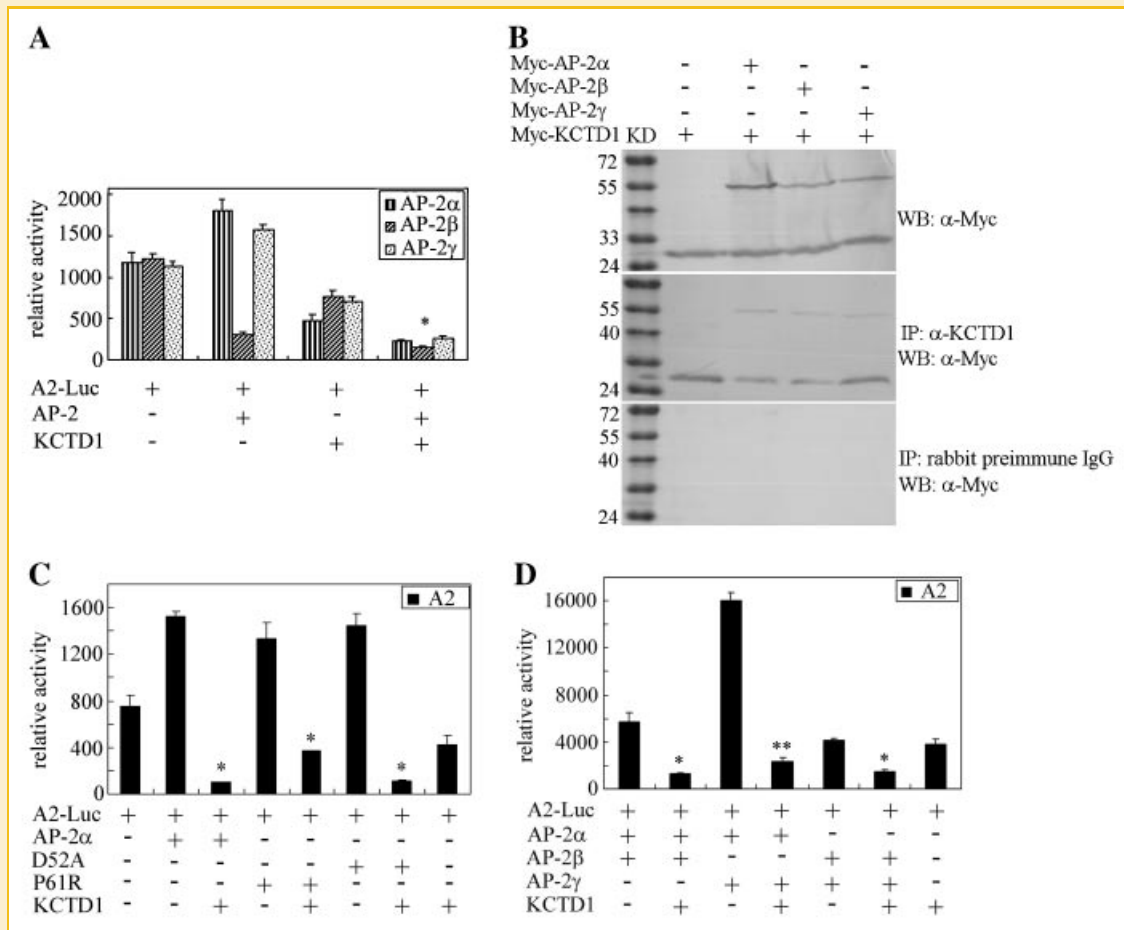 A
2000
1500
1000
500
0
relative activity
AP-2α
AP-2β
AP-2γ
A2-Luc + + + +
AP-2 - + - +
KCTD1 - - + +
*
B
Myc-AP-2α - + - -
Myc-AP-2β - - + -
Myc-AP-2γ - - - +
Myc-KCTD1 KD + + + +
72
55
33
24
WB: α-Myc
55
40
24
IP: α-KCTD1
WB: α-Myc
72
55
40
24
IP: rabbit preimmune IgG
WB: α-Myc
C
1600
1200
800
400
0
relative activity
A2
* * *
A2-Luc + + + + + + + +
AP-2α - + + - - - - -
D52A - - - - - + + -
P61R - - - + + - - -
KCTD1 - - + - + - + +
D
16000
12000
8000
4000
0
relative activity
A2
* ** *
A2-Luc + + + + + + +
AP-2α + + + + - - -
AP-2β + + - - + + -
AP-2γ - - + + + + -
KCTD1 - + - + - + +